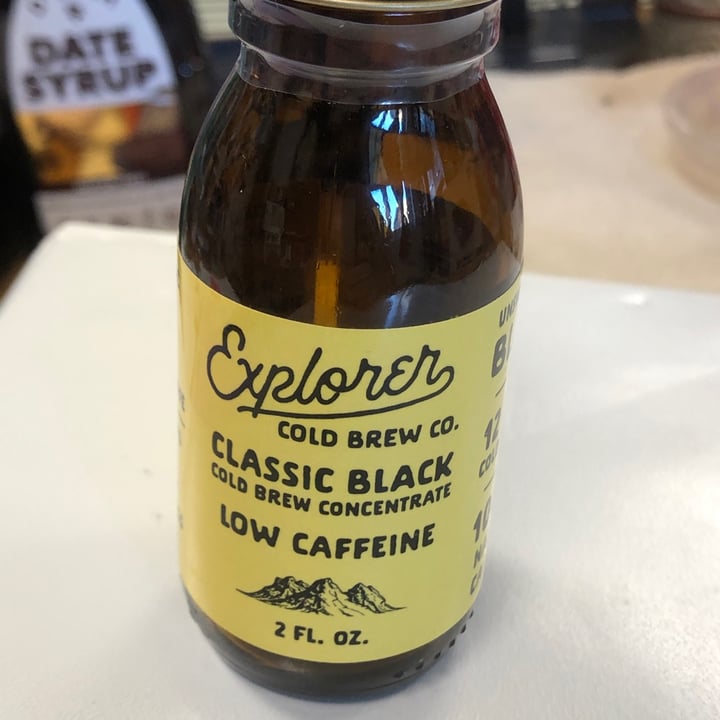 DATE
SYRUP
Explorer
COLD BREW CO.
CLASSIC BLACK
COLD BREW CONCENTRATE
LOW CAFFEINE
2 FL. OZ.